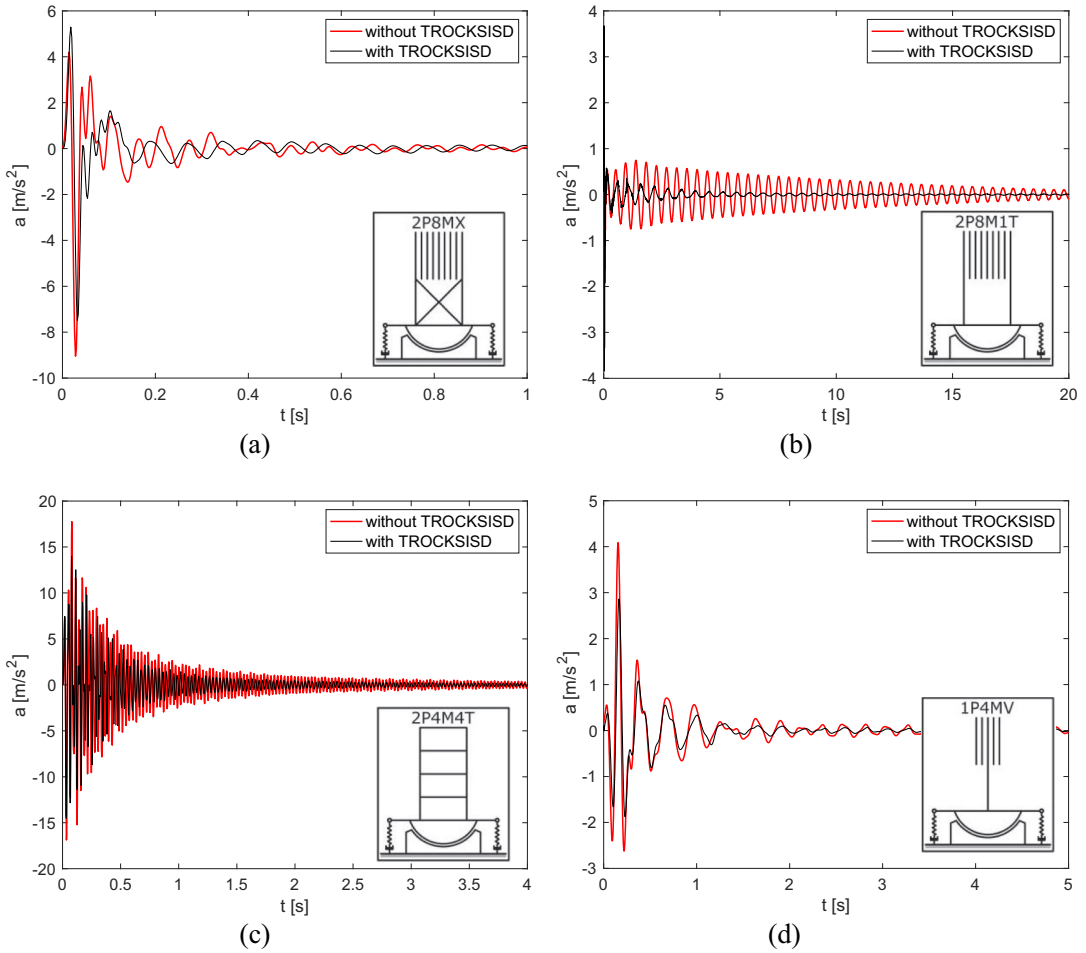 6
4
2
0
-2
-4
-6
-8
-10
a [m/s²]
without TROCKSISD
with TROCKSISD
2P8MX
0
0.2
0.4
0.6
0.8
1
t [s]
(a)
4
3
2
1
0
-1
-2
-3
-4
a [m/s²]
without TROCKSISD
with TROCKSISD
2P8M1T
0
5
10
15
20
t [s]
(b)
20
15
10
5
0
-5
-10
-15
-20
a [m/s²]
without TROCKSISD
with TROCKSISD
2P4M4T
0
0.5
1
1.5
2
2.5
3
3.5
4
t [s]
(c)
5
4
3
2
1
0
-1
-2
-3
a [m/s²]
without TROCKSISD
with TROCKSISD
1P4MV
0
1
2
3
4
5
t [s]
(d)